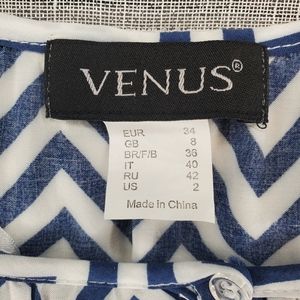 VENUS®
EUR 34
GB 8
BR/F/B 36
IT 40
RU 42
US 2
Made in China